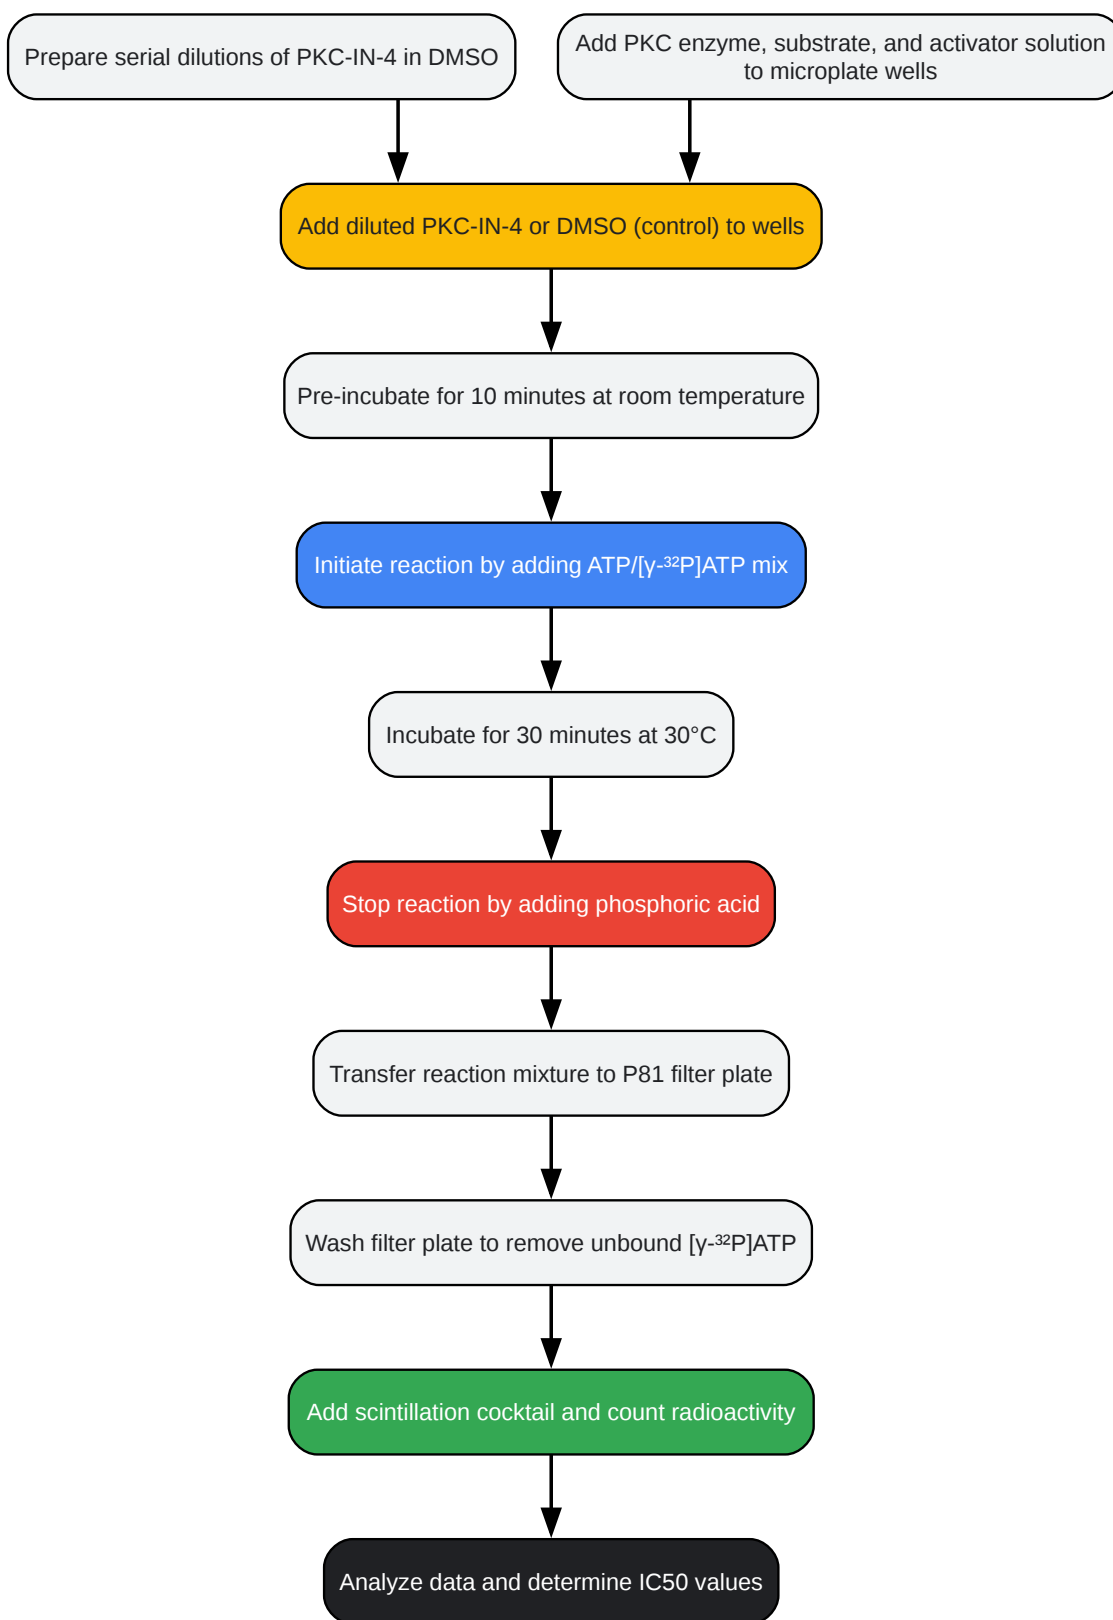 Prepare serial dilutions of PKC-IN-4 in DMSO
Add PKC enzyme, substrate, and activator solution
to microplate wells
Add diluted PKC-IN-4 or DMSO (control) to wells
Pre-incubate for 10 minutes at room temperature
Initiate reaction by adding ATP/[γ-³²P]ATP mix
Incubate for 30 minutes at 30°C
Stop reaction by adding phosphoric acid
Transfer reaction mixture to P81 filter plate
Wash filter plate to remove unbound [γ-³²P]ATP
Add scintillation cocktail and count radioactivity
Analyze data and determine IC50 values